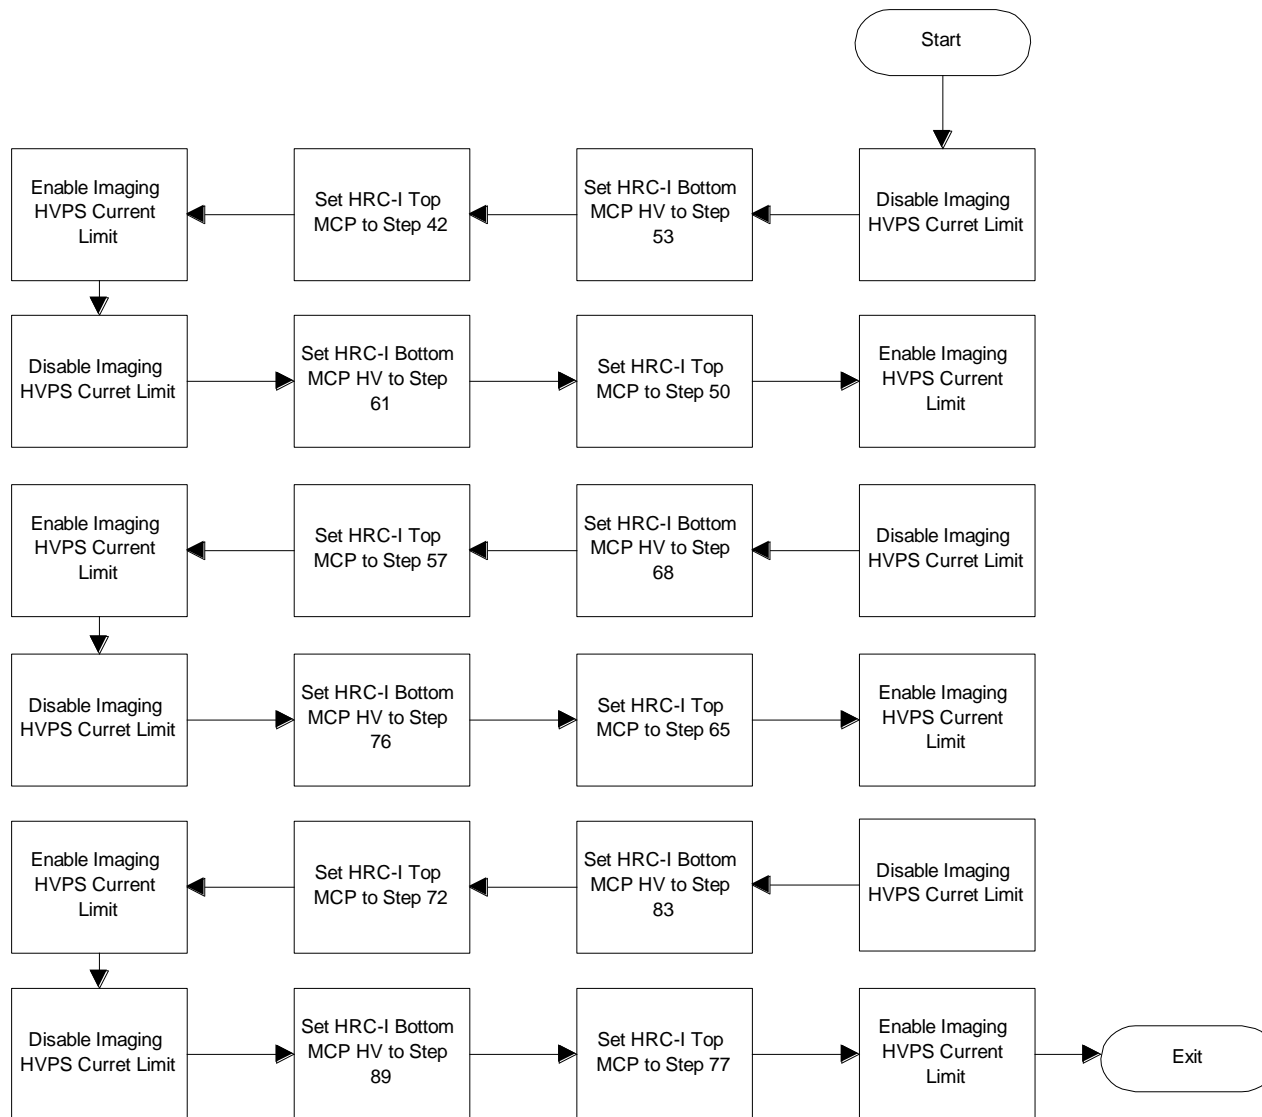 Start
Enable Imaging
HVPS Current
Limit
Set HRC-I Top
MCP to Step 42
Set HRC-I Bottom
MCP HV to Step
53
Disable Imaging
HVPS Curret Limit
Disable Imaging
HVPS Curret Limit
Set HRC-I Bottom
MCP HV to Step
61
Set HRC-I Top
MCP to Step 50
Enable Imaging
HVPS Current
Limit
Enable Imaging
HVPS Current
Limit
Set HRC-I Top
MCP to Step 57
Set HRC-I Bottom
MCP HV to Step
68
Disable Imaging
HVPS Curret Limit
Disable Imaging
HVPS Curret Limit
Set HRC-I Bottom
MCP HV to Step
76
Set HRC-I Top
MCP to Step 65
Enable Imaging
HVPS Current
Limit
Enable Imaging
HVPS Current
Limit
Set HRC-I Top
MCP to Step 72
Set HRC-I Bottom
MCP HV to Step
83
Disable Imaging
HVPS Curret Limit
Disable Imaging
HVPS Curret Limit
Set HRC-I Bottom
MCP HV to Step
89
Set HRC-I Top
MCP to Step 77
Enable Imaging
HVPS Current
Limit
Exit